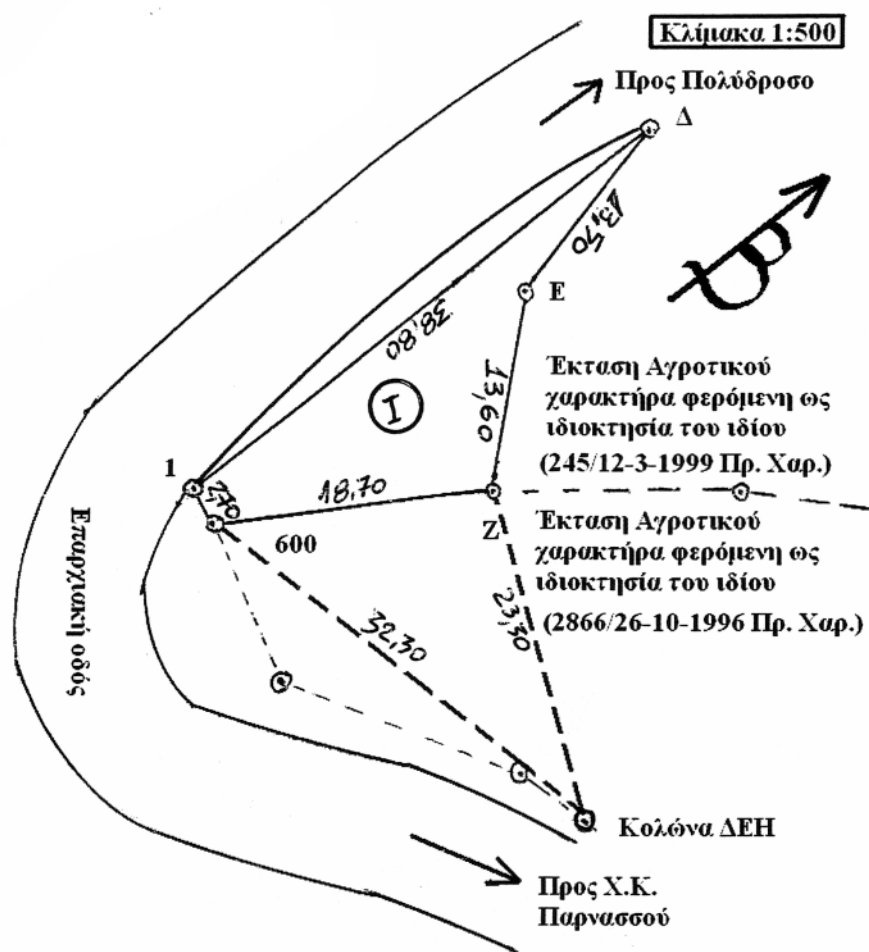 Κλίμακα 1:500
Προς Πολύδροσο
Δ
Β
13,50
Ε
38,80
13,60
Ι
Έκταση Αγροτικού
χαρακτήρα φερόμενη ως
ιδιοκτησία του ιδίου
(245/12-3-1999 Πρ. Χαρ.)
1
2,70
18,70
600
Ζ
Έκταση Αγροτικού
χαρακτήρα φερόμενη ως
ιδιοκτησία του ιδίου
(2866/26-10-1996 Πρ. Χαρ.)
23,30
32,30
Επαρχιακή οδός
Κολώνα ΔΕΗ
Προς Χ.Κ.
Παρνασσού